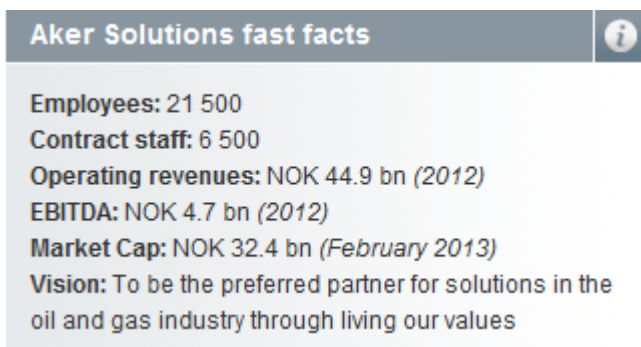 Aker Solutions fast facts
i
Employees: 21 500
Contract staff: 6 500
Operating revenues: NOK 44.9 bn (2012)
EBITDA: NOK 4.7 bn (2012)
Market Cap: NOK 32.4 bn (February 2013)
Vision: To be the preferred partner for solutions in the
oil and gas industry through living our values